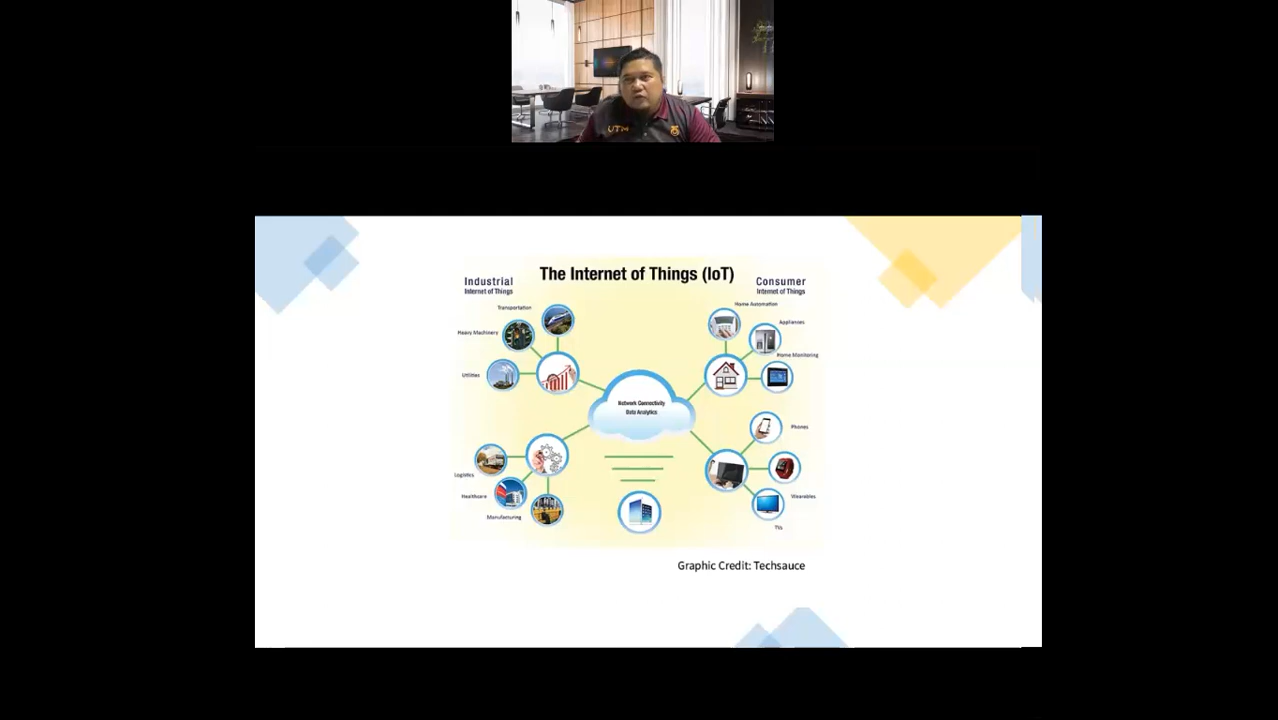 UTM
The Internet of Things (IoT)
Industrial
Internet of Things
Consumer
Internet of Things
Transportation
Heavy Machinery
Utilities
Home Automation
Appliances
Home Monitoring
Network Connectivity
Data Analytics
Phones
Wearables
TVs
Logistics
Healthcare
Manufacturing
Graphic Credit: Techsauce